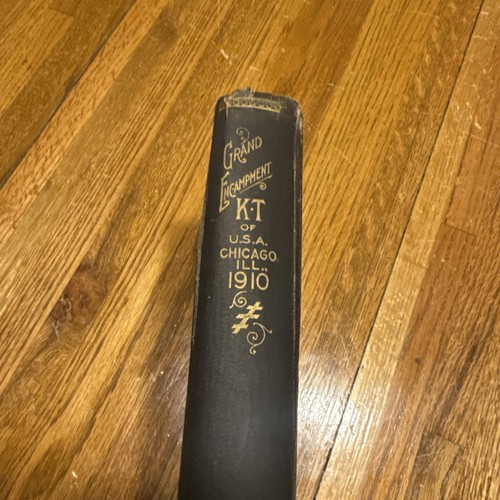 GRAND
ENCAMPMENT
K·T
OF
U.S.A.
CHICAGO,
ILL.,
1910